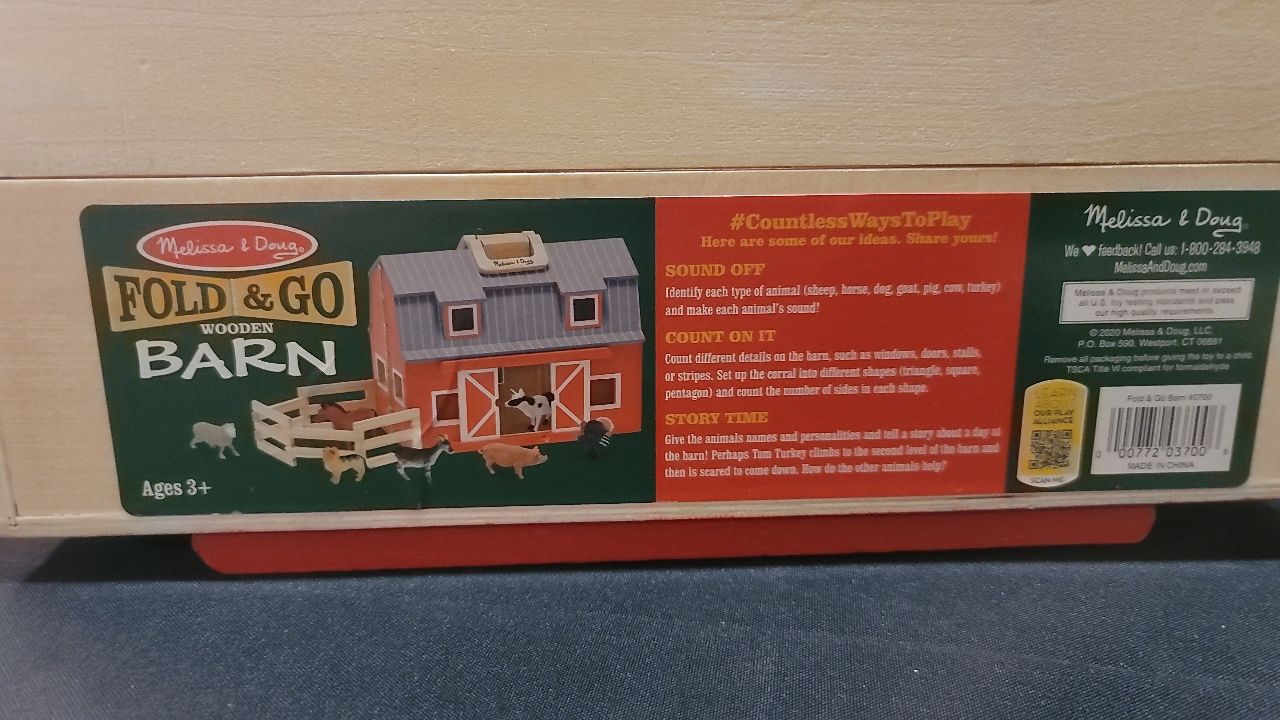 Melissa & Doug®
FOLD & GO
WOODEN
BARN
Melissa & Doug
Ages 3+
#CountlessWaysToPlay
Here are some of our ideas. Share yours!
SOUND OFF
Identify each type of animal (sheep, horse, dog, goat, pig, cow, turkey)
and make each animal's sound!
COUNT ON IT
Count different details on the barn, such as windows, doors, stalls,
or stripes. Set up the corral into different shapes (triangle, square,
pentagon) and count the number of sides in each shape.
STORY TIME
Give the animals names and personalities and tell a story about a day at
the barn! Perhaps Tom Turkey climbs to the second level of the barn and
then is scared to come down. How do the other animals help?
Melissa & Doug®
We ♥ feedback! Call us: 1-800-284-3948
MelissaAndDoug.com
Melissa & Doug products meet or exceed
all U.S. toy testing standards and pass
our high quality requirements.
© 2020 Melissa & Doug, LLC.
P.O. Box 590, Westport, CT 06881
Remove all packaging before giving the toy to a child.
TSCA Title VI compliant for formaldehyde
LEARN
ABOUT
OUR PLAY
ALLIANCE
SCAN ME
Fold & Go Barn #3700
0 00772 03700 6
MADE IN CHINA